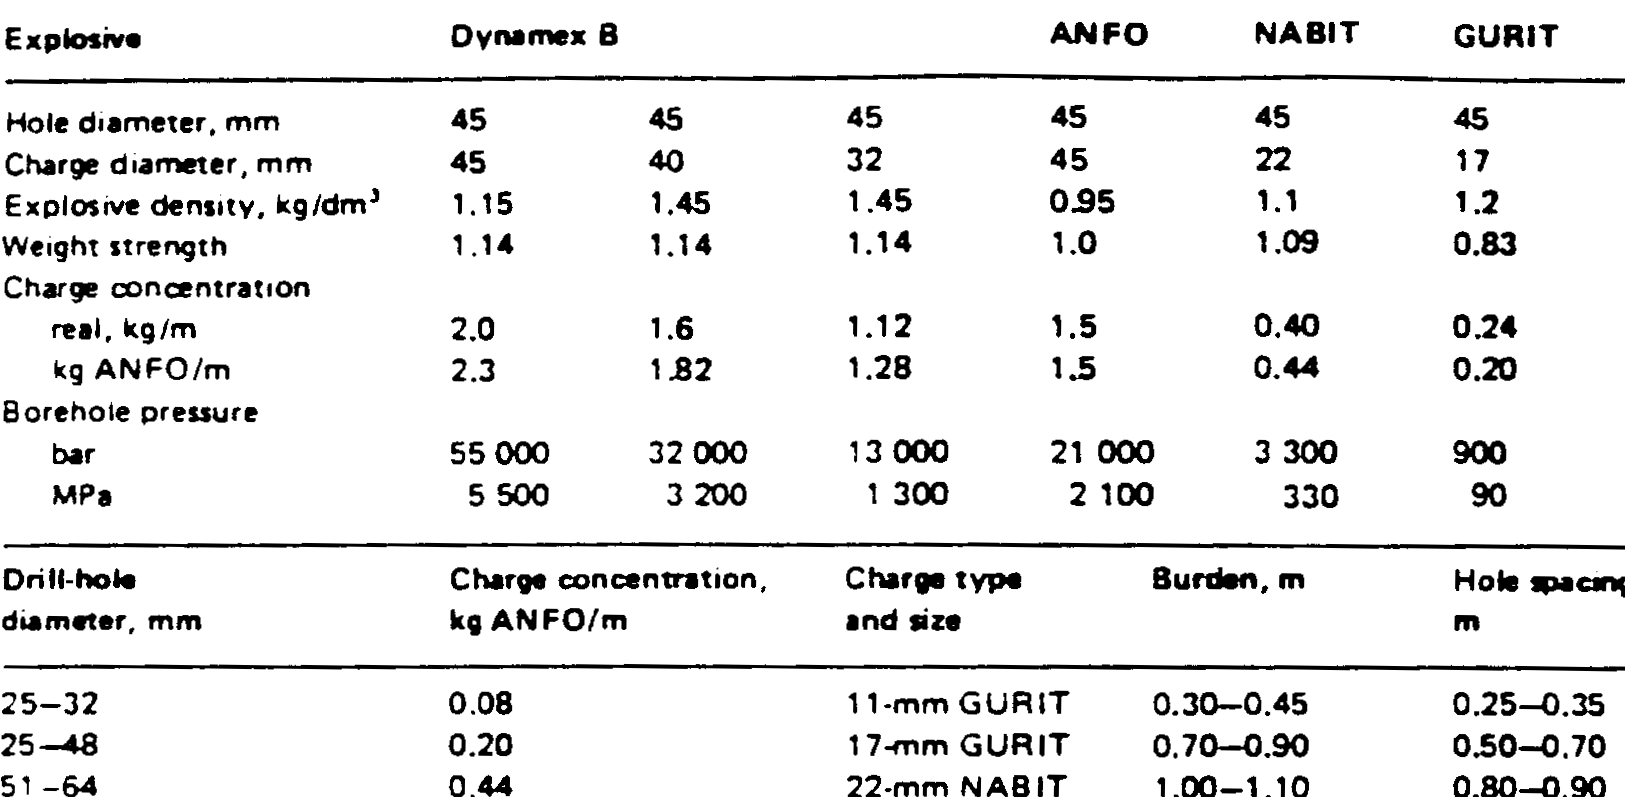 Explosive Dynamex B ANFO NABIT GURIT
Hole diameter, mm 45 45 45 45 45 45
Charge diameter, mm 45 40 32 45 22 17
Explosive density, kg/dm³ 1.15 1.45 1.45 0.95 1.1 1.2
Weight strength 1.14 1.14 1.14 1.0 1.09 0.83
Charge concentration
real, kg/m 2.0 1.6 1.12 1.5 0.40 0.24
kg ANFO/m 2.3 1.82 1.28 1.5 0.44 0.20
Borehole pressure
bar 55 000 32 000 13 000 21 000 3 300 900
MPa 5 500 3 200 1 300 2 100 330 90
Drill-hole Charge concentration, Charge type Burden, m Hole spacing
diameter, mm kg ANFO/m and size m
25–32 0.08 11-mm GURIT 0.30–0.45 0.25–0.35
25–48 0.20 17-mm GURIT 0.70–0.90 0.50–0.70
51–64 0.44 22-mm NABIT 1.00–1.10 0.80–0.90